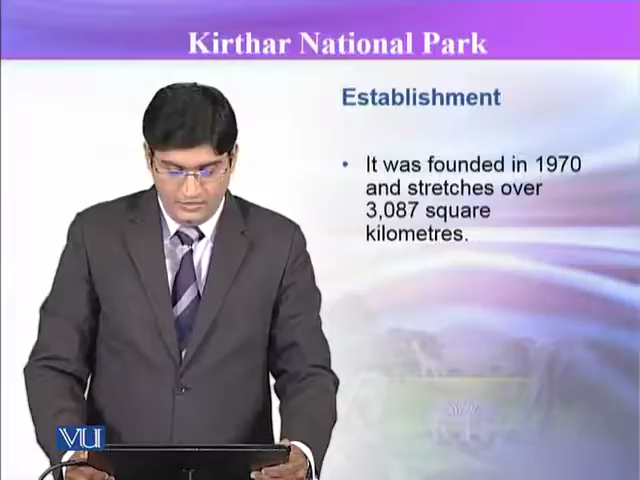 Kirthar National Park
Establishment
• It was founded in 1970
and stretches over
3,087 square
kilometres.
VU